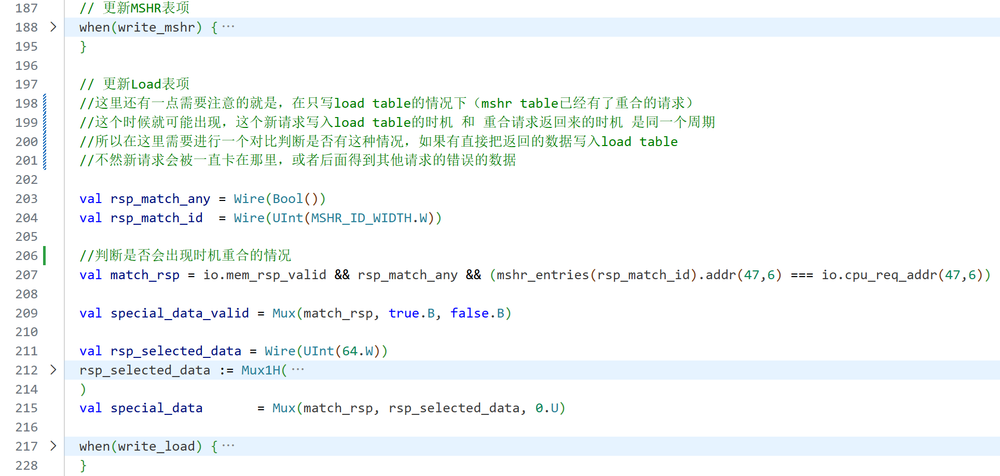 187 // 更新MSHR表项
188 > when(write_mshr) { ···
195 }
196
197 // 更新Load表项
198 //这里还有一点需要注意的就是，在只写load table的情况下（mshr table已经有了重合的请求）
199 //这个时候就可能出现，这个新请求写入load table的时机 和 重合请求返回来的时机 是同一个周期
200 //所以在这里需要进行一个对比判断是否有这种情况，如果有直接把返回的数据写入load table
201 //不然新请求会被一直卡在那里，或者后面得到其他请求的错误的数据
202
203 val rsp_match_any = Wire(Bool())
204 val rsp_match_id  = Wire(UInt(MSHR_ID_WIDTH.W))
205
206 //判断是否会出现时机重合的情况
207 val match_rsp = io.mem_rsp_valid && rsp_match_any && (mshr_entries(rsp_match_id).addr(47,6) === io.cpu_req_addr(47,6))
208
209 val special_data_valid = Mux(match_rsp, true.B, false.B)
210
211 val rsp_selected_data = Wire(UInt(64.W))
212 > rsp_selected_data := Mux1H( ···
214 )
215 val special_data       = Mux(match_rsp, rsp_selected_data, 0.U)
216
217 > when(write_load) { ···
228 }